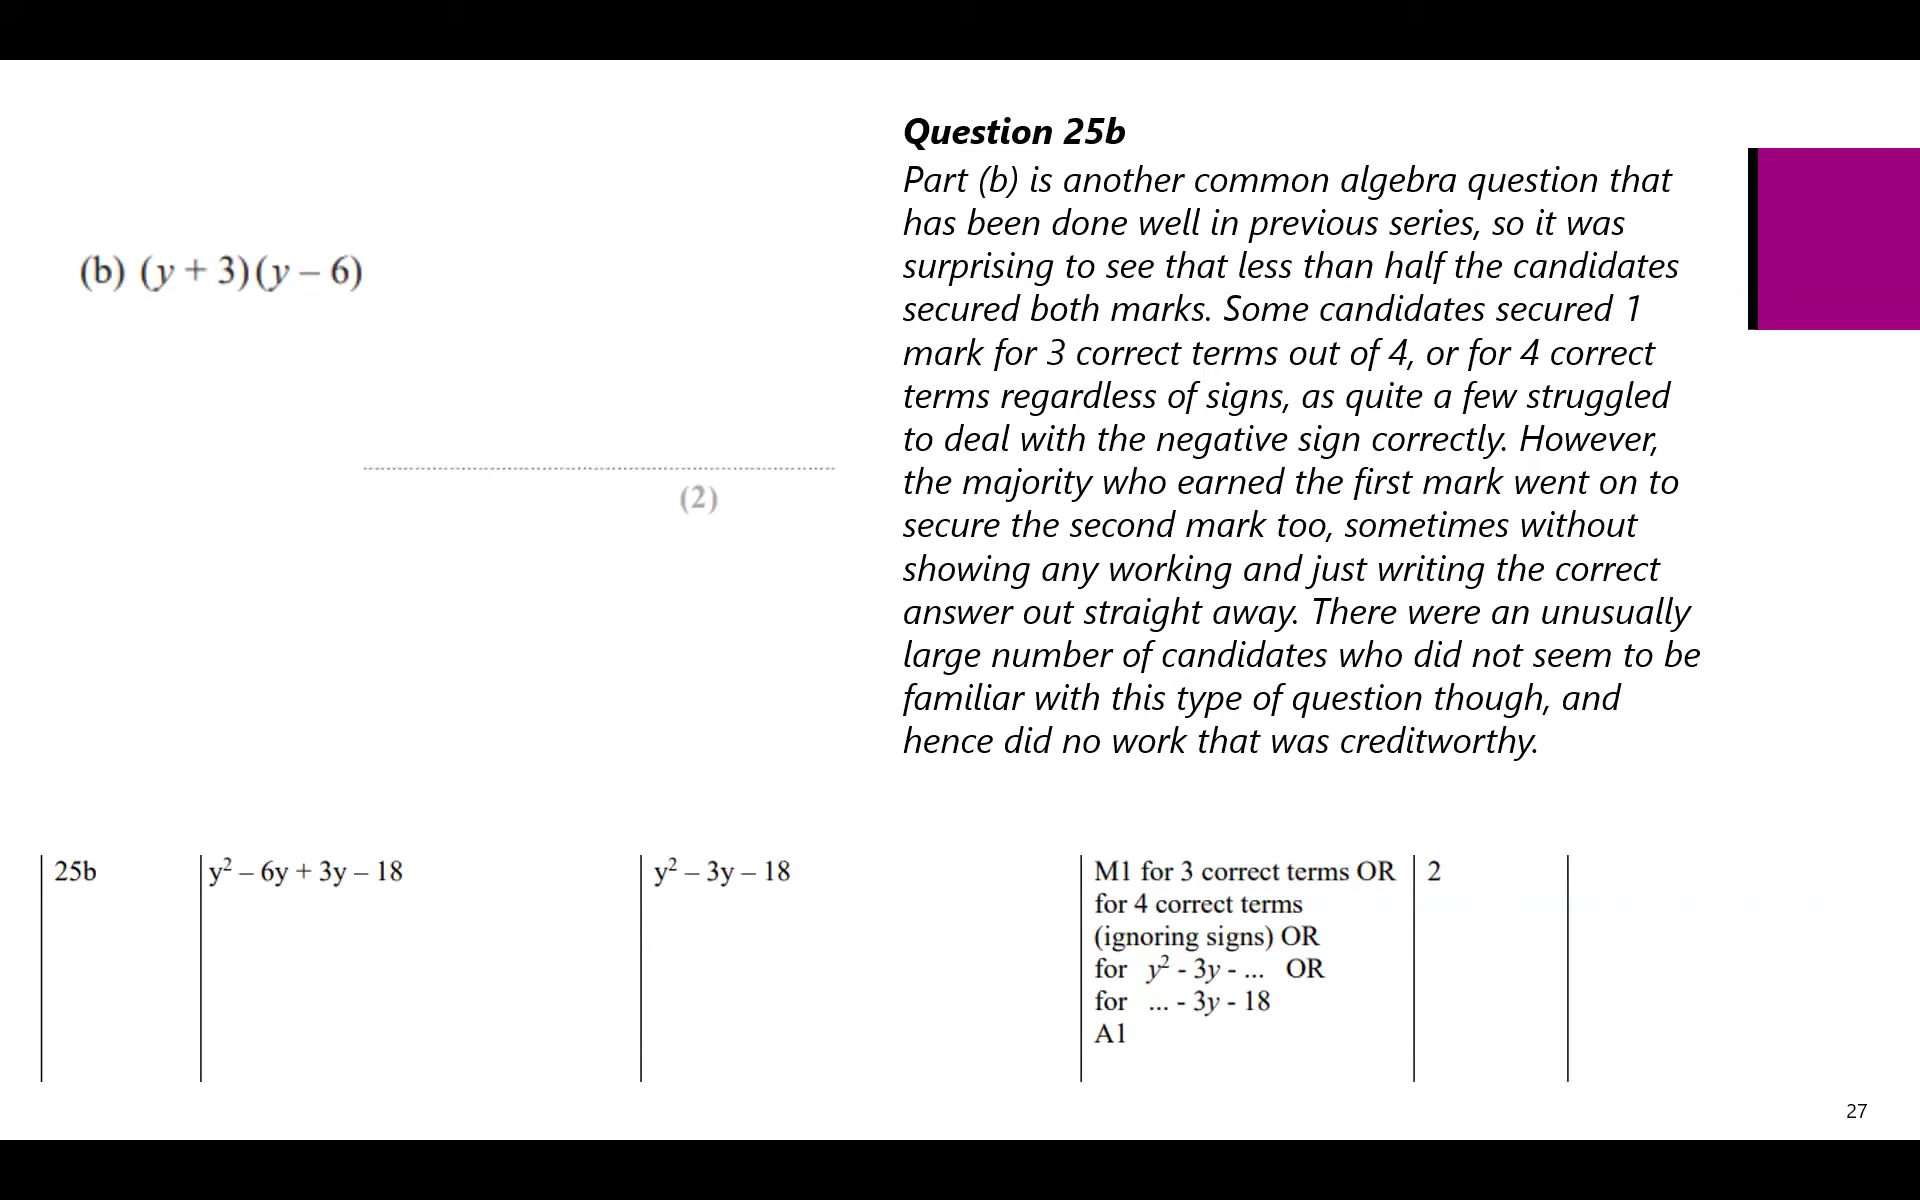 Question 25b
Part (b) is another common algebra question that
has been done well in previous series, so it was
surprising to see that less than half the candidates
secured both marks. Some candidates secured 1
mark for 3 correct terms out of 4, or for 4 correct
terms regardless of signs, as quite a few struggled
to deal with the negative sign correctly. However,
the majority who earned the first mark went on to
secure the second mark too, sometimes without
showing any working and just writing the correct
answer out straight away. There were an unusually
large number of candidates who did not seem to be
familiar with this type of question though, and
hence did no work that was creditworthy.
(b) (y + 3)(y – 6)
(2)
25b
y² – 6y + 3y – 18
y² – 3y – 18
M1 for 3 correct terms OR
for 4 correct terms
(ignoring signs) OR
for y² - 3y - ... OR
for ... - 3y - 18
A1
2
27